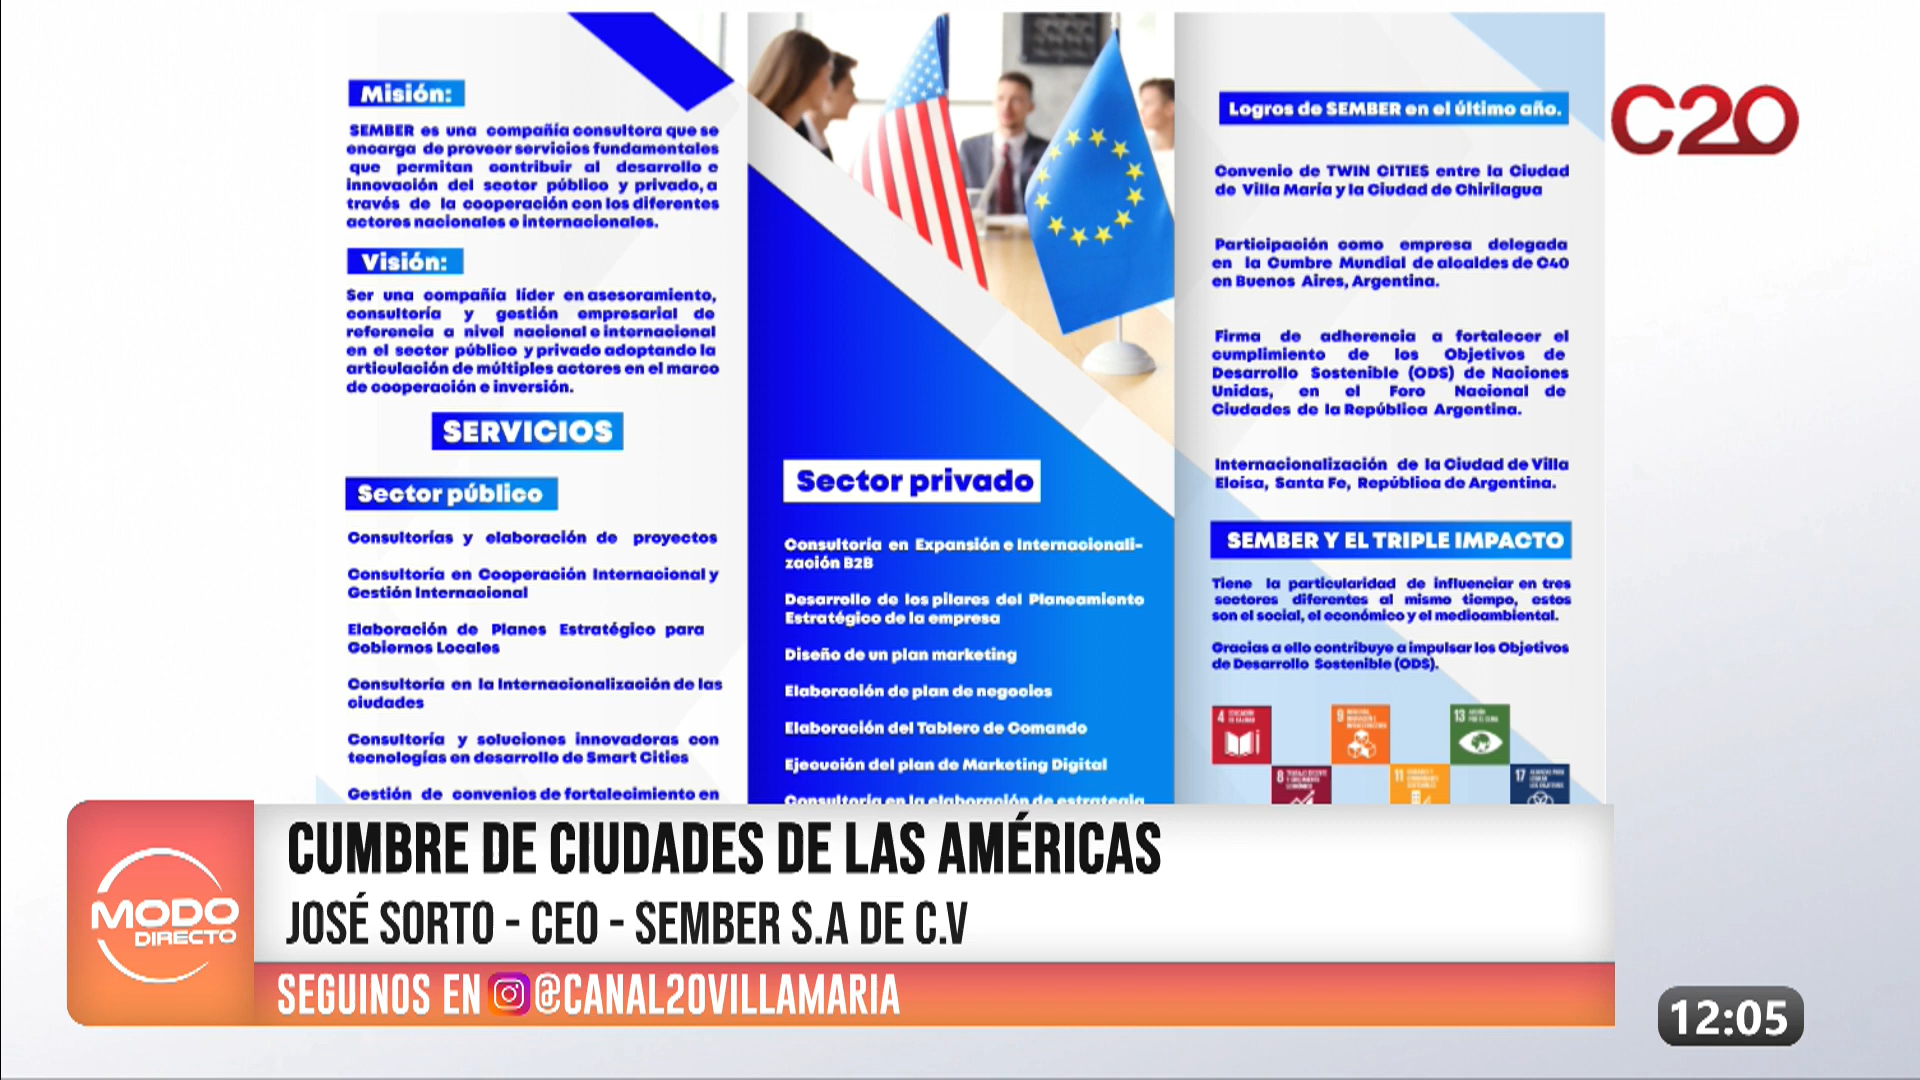 Misión:
SEMBER es una compañía consultora que se
encarga de proveer servicios fundamentales
que permitan contribuir al desarrollo e
innovación del sector público y privado, a
través de la cooperación con los diferentes
actores nacionales e internacionales.
Visión:
Ser una compañía líder en asesoramiento,
consultoría y gestión empresarial de
referencia a nivel nacional e internacional
en el sector público y privado adoptando la
articulación de múltiples actores en el marco
de cooperación e inversión.
SERVICIOS
Sector público
Consultorías y elaboración de proyectos
Consultoría en Cooperación Internacional y
Gestión Internacional
Elaboración de Planes Estratégico para
Gobiernos Locales
Consultoría en la Internacionalización de las
ciudades
Consultoría y soluciones innovadoras con
tecnologías en desarrollo de Smart Cities
Gestión de convenios de fortalecimiento en
Sector privado
Consultoría en Expansión e Internacionali-
zación B2B
Desarrollo de los pilares del Planeamiento
Estratégico de la empresa
Diseño de un plan marketing
Elaboración de plan de negocios
Elaboración del Tablero de Comando
Ejecución del plan de Marketing Digital
Consultoría en la elaboración de estrategia
Logros de SEMBER en el último año.
Convenio de TWIN CITIES entre la Ciudad
de Villa María y la Ciudad de Chirilagua
Participación como empresa delegada
en la Cumbre Mundial de alcaldes de C40
en Buenos Aires, Argentina.
Firma de adherencia a fortalecer el
cumplimiento de los Objetivos de
Desarrollo Sostenible (ODS) de Naciones
Unidas, en el Foro Nacional de
Ciudades de la República Argentina.
Internacionalización de la Ciudad de Villa
Eloísa, Santa Fe, República de Argentina.
SEMBER Y EL TRIPLE IMPACTO
Tiene la particularidad de influenciar en tres
sectores diferentes al mismo tiempo, estos
son el social, el económico y el medioambiental.
Gracias a ello contribuye a impulsar los Objetivos
de Desarrollo Sostenible (ODS).
4
9
13
8
11
17
C20
CUMBRE DE CIUDADES DE LAS AMÉRICAS
JOSÉ SORTO - CEO - SEMBER S.A DE C.V
MODO
DIRECTO
SEGUINOS EN @CANAL20VILLAMARIA
12:05